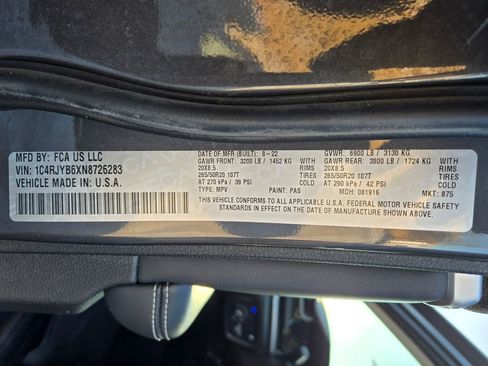 MFD BY: FCA US LLC
VIN: 1C4RJYB6XN8726283
VEHICLE MADE IN: U.S.A.
DATE OF MFR (BUILT): 8-22 GVWR: 6900 LB / 3130 KG
GAWR FRONT: 3200 LB / 1452 KG GAWR REAR: 3800 LB / 1724 KG
20X8.5 RIMS 20X8.5 RIMS
265/50R20 107T TIRES 265/50R20 107T TIRES
AT 270 kPa / 39 PSI COLD AT 290 kPa / 42 PSI COLD
TYPE: MPV PAINT: PAS MDH: 081918 MKT: 875
THIS VEHICLE CONFORMS TO ALL APPLICABLE U.S.A. FEDERAL MOTOR VEHICLE SAFETY
STANDARDS IN EFFECT ON THE DATE OF MANUFACTURE SHOWN ABOVE.